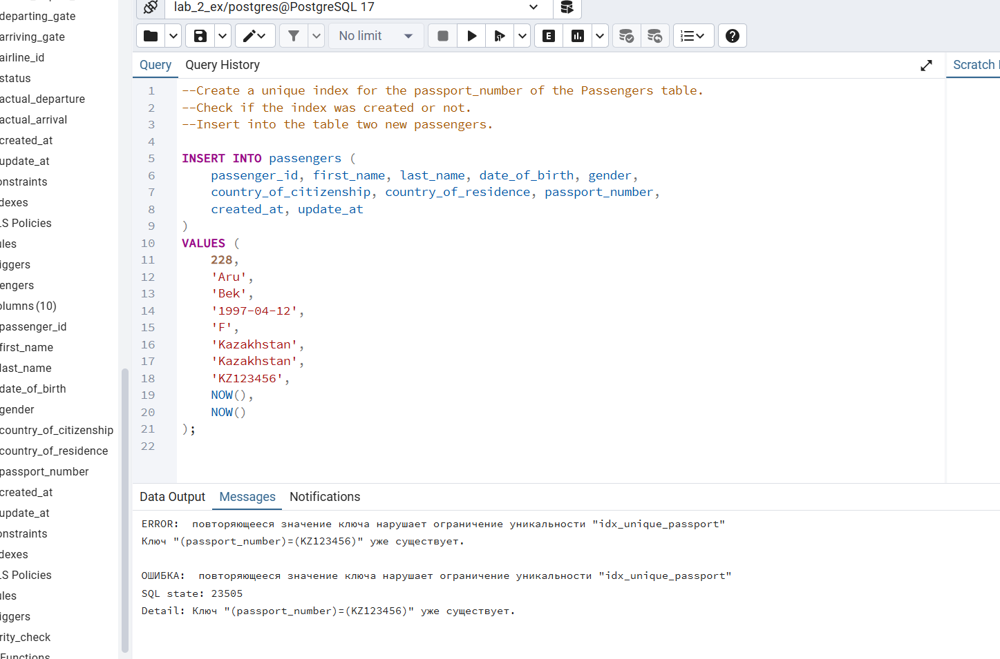 departing_gate
arriving_gate
airline_id
status
actual_departure
actual_arrival
created_at
update_at
onstraints
dexes
LS Policies
ules
iggers
engers
olumns (10)
passenger_id
first_name
last_name
date_of_birth
gender
country_of_citizenship
country_of_residence
passport_number
created_at
update_at
onstraints
dexes
LS Policies
ules
iggers
rity_check
Functions
lab_2_ex/postgres@PostgreSQL 17
No limit
E
Query Query History
Scratch
1 --Create a unique index for the passport_number of the Passengers table.
2 --Check if the index was created or not.
3 --Insert into the table two new passengers.
4
5 INSERT INTO passengers (
6 passenger_id, first_name, last_name, date_of_birth, gender,
7 country_of_citizenship, country_of_residence, passport_number,
8 created_at, update_at
9 )
10 VALUES (
11 228,
12 'Aru',
13 'Bek',
14 '1997-04-12',
15 'F',
16 'Kazakhstan',
17 'Kazakhstan',
18 'KZ123456',
19 NOW(),
20 NOW()
21 );
22
Data Output Messages Notifications
ERROR:  повторяющееся значение ключа нарушает ограничение уникальности "idx_unique_passport"
Ключ "(passport_number)=(KZ123456)" уже существует.
ОШИБКА:  повторяющееся значение ключа нарушает ограничение уникальности "idx_unique_passport"
SQL state: 23505
Detail: Ключ "(passport_number)=(KZ123456)" уже существует.